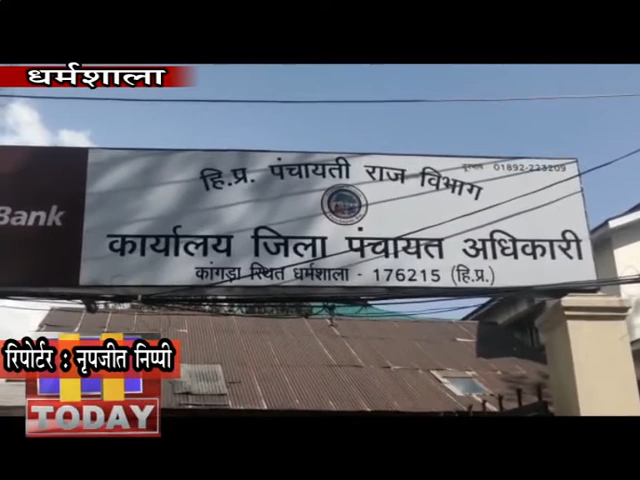 धर्मशाला
हि.प्र. पंचायती राज विभाग
दूरभाष 01892-223209
Bank
कार्यालय जिला पंचायत अधिकारी
कांगड़ा स्थित धर्मशाला - 176215 (हि.प्र.)
रिपोर्टर : नृपजीत निप्पी
TODAY